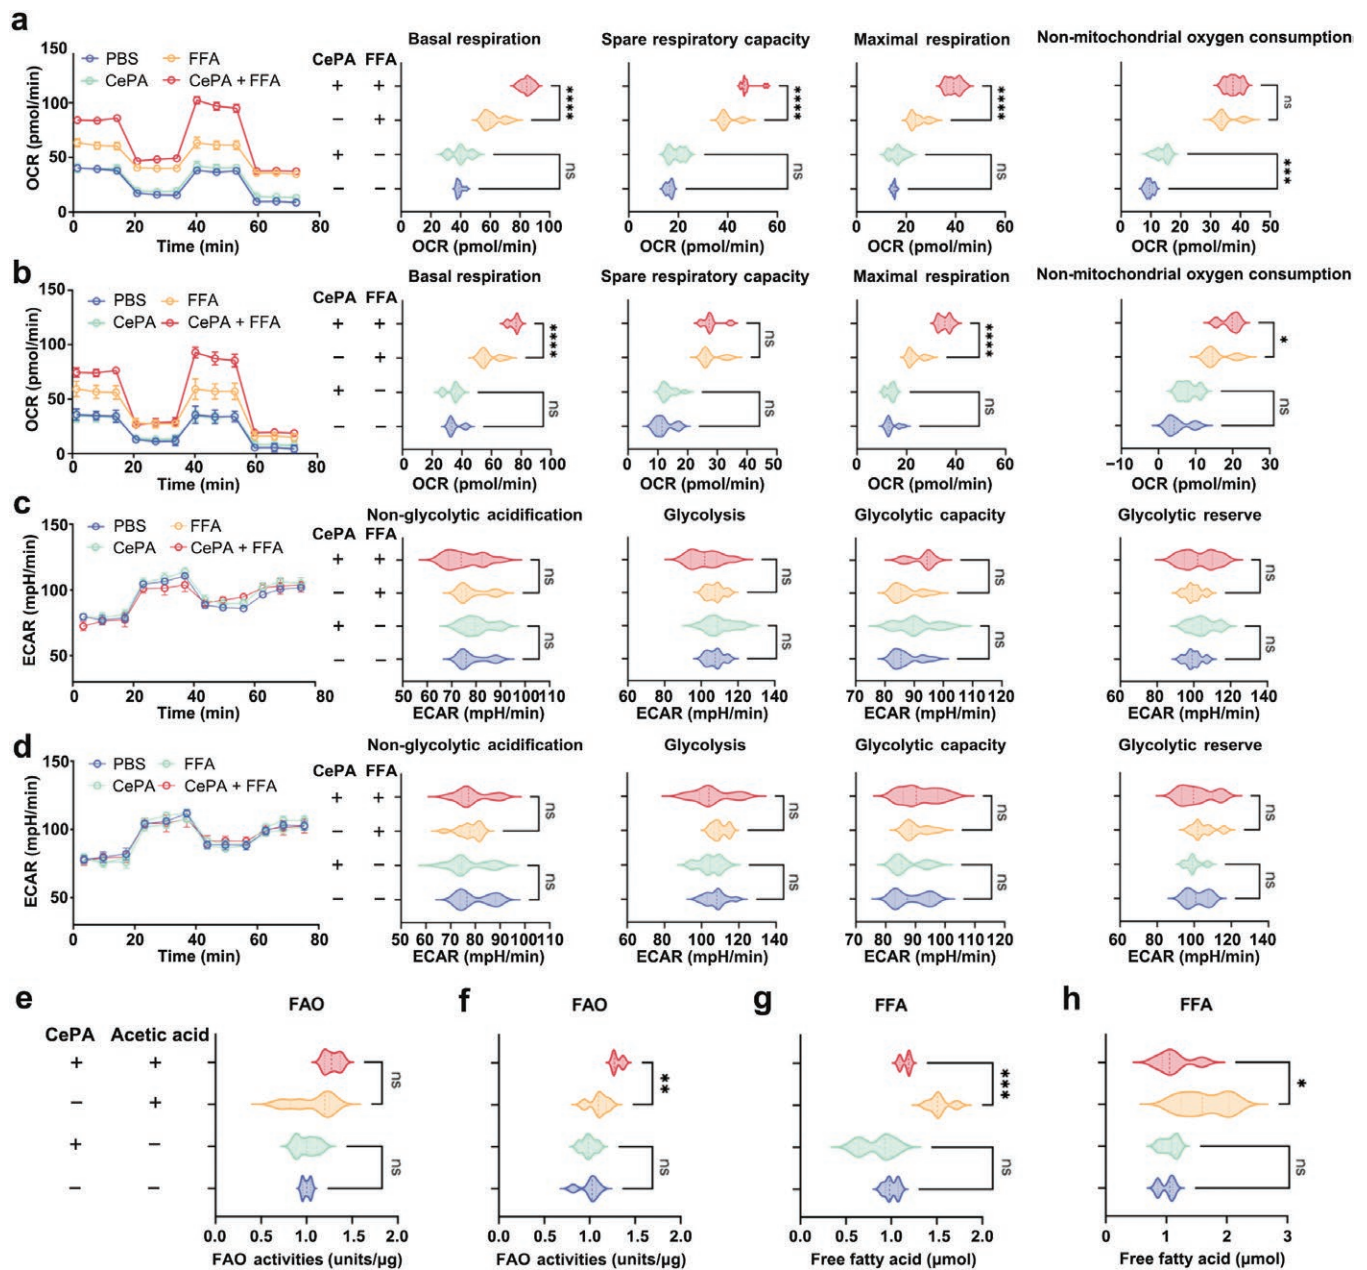 a
Basal respiration
Spare respiratory capacity
Maximal respiration
Non-mitochondrial oxygen consumption
150
PBS FFA
CePA CePA + FFA
CePA FFA
100
50
0
OCR (pmol/min)
0 20 40 60 80
Time (min)
+ +
− +
+ −
− −
****
ns
0 20 40 60 80 100
OCR (pmol/min)
****
ns
0 20 40 60
OCR (pmol/min)
****
ns
0 20 40 60
OCR (pmol/min)
ns
***
0 10 20 30 40 50
OCR (pmol/min)
b
Basal respiration
Spare respiratory capacity
Maximal respiration
Non-mitochondrial oxygen consumption
150
PBS FFA
CePA CePA + FFA
CePA FFA
100
50
0
OCR (pmol/min)
0 20 40 60 80
Time (min)
+ +
− +
+ −
− −
****
ns
0 20 40 60 80 100
OCR (pmol/min)
ns
ns
0 10 20 30 40 50
OCR (pmol/min)
****
ns
0 20 40 60
OCR (pmol/min)
*
ns
−10 0 10 20 30
OCR (pmol/min)
c
Non-glycolytic acidification
Glycolysis
Glycolytic capacity
Glycolytic reserve
150
PBS FFA
CePA CePA + FFA
CePA FFA
100
50
ECAR (mpH/min)
0 20 40 60 80
Time (min)
+ +
− +
+ −
− −
ns
ns
50 60 70 80 90 100 110
ECAR (mpH/min)
ns
ns
60 80 100 120 140
ECAR (mpH/min)
ns
ns
70 80 90 100 110 120
ECAR (mpH/min)
ns
ns
60 80 100 120 140
ECAR (mpH/min)
d
Non-glycolytic acidification
Glycolysis
Glycolytic capacity
Glycolytic reserve
150
PBS FFA
CePA CePA + FFA
CePA FFA
100
50
ECAR (mpH/min)
0 20 40 60 80
Time (min)
+ +
− +
+ −
− −
ns
ns
50 60 70 80 90 100 110
ECAR (mpH/min)
ns
ns
60 80 100 120 140
ECAR (mpH/min)
ns
ns
70 80 90 100 110 120
ECAR (mpH/min)
ns
ns
60 80 100 120 140
ECAR (mpH/min)
e
FAO
CePA Acetic acid
+ +
− +
+ −
− −
ns
ns
0.0 0.5 1.0 1.5 2.0
FAO activities (units/μg)
f
FAO
**
ns
0.0 0.5 1.0 1.5 2.0
FAO activities (units/μg)
g
FFA
***
ns
0.0 0.5 1.0 1.5 2.0
Free fatty acid (μmol)
h
FFA
*
ns
0 1 2 3
Free fatty acid (μmol)